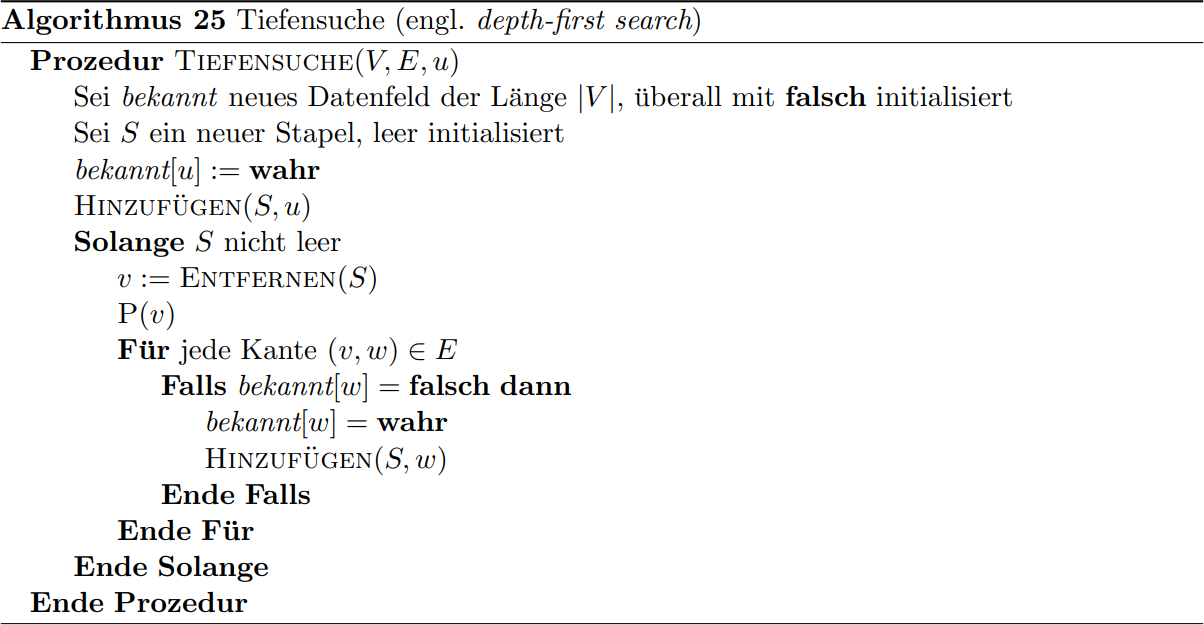 Algorithmus 25 Tiefensuche (engl. depth-first search)
Prozedur TIEFENSUCHE(V, E, u)
Sei bekannt neues Datenfeld der Länge |V|, überall mit falsch initialisiert
Sei S ein neuer Stapel, leer initialisiert
bekannt[u] := wahr
HINZUFÜGEN(S, u)
Solange S nicht leer
v := ENTFERNEN(S)
P(v)
Für jede Kante (v, w) ∈ E
Falls bekannt[w] = falsch dann
bekannt[w] = wahr
HINZUFÜGEN(S, w)
Ende Falls
Ende Für
Ende Solange
Ende Prozedur